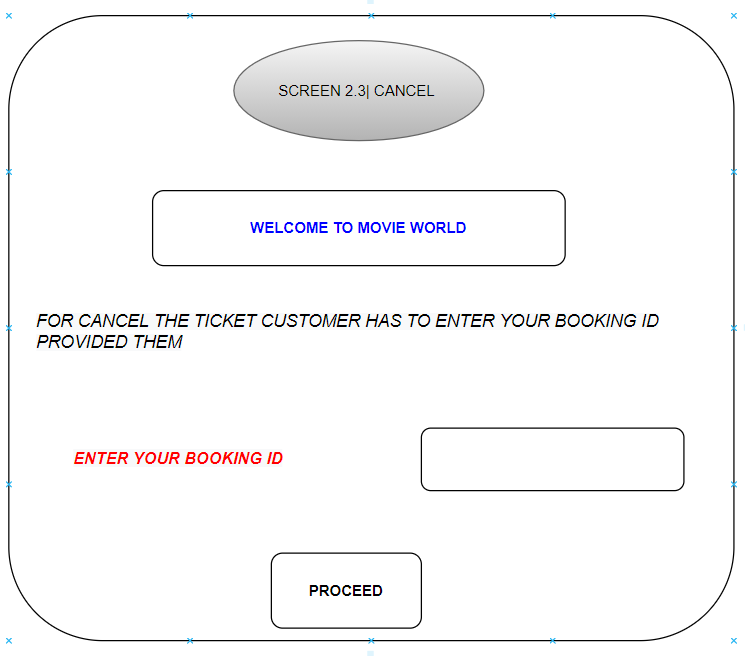 SCREEN 2.3| CANCEL
WELCOME TO MOVIE WORLD
FOR CANCEL THE TICKET CUSTOMER HAS TO ENTER YOUR BOOKING ID
PROVIDED THEM
ENTER YOUR BOOKING ID
PROCEED